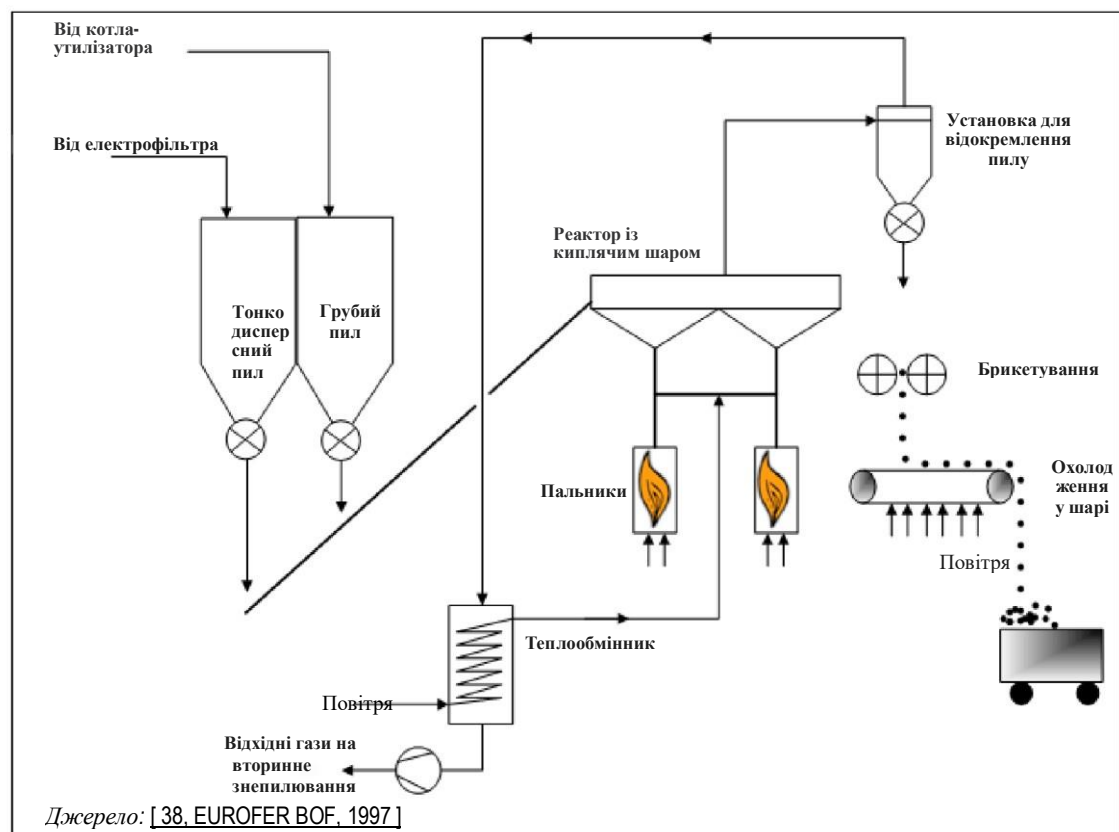 Від котла-
утилізатора
Від електрофільтра
Установка для
відокремлення
пилу
Реактор із
киплячим шаром
Тонко
диспер
сний
пил
Грубий
пил
Брикетування
Пальники
Охолод
ження
у шарі
Повітря
Теплообмінник
Повітря
Відхідні гази на
вторинне
знепилювання
Джерело: [ 38, EUROFER BOF, 1997 ]